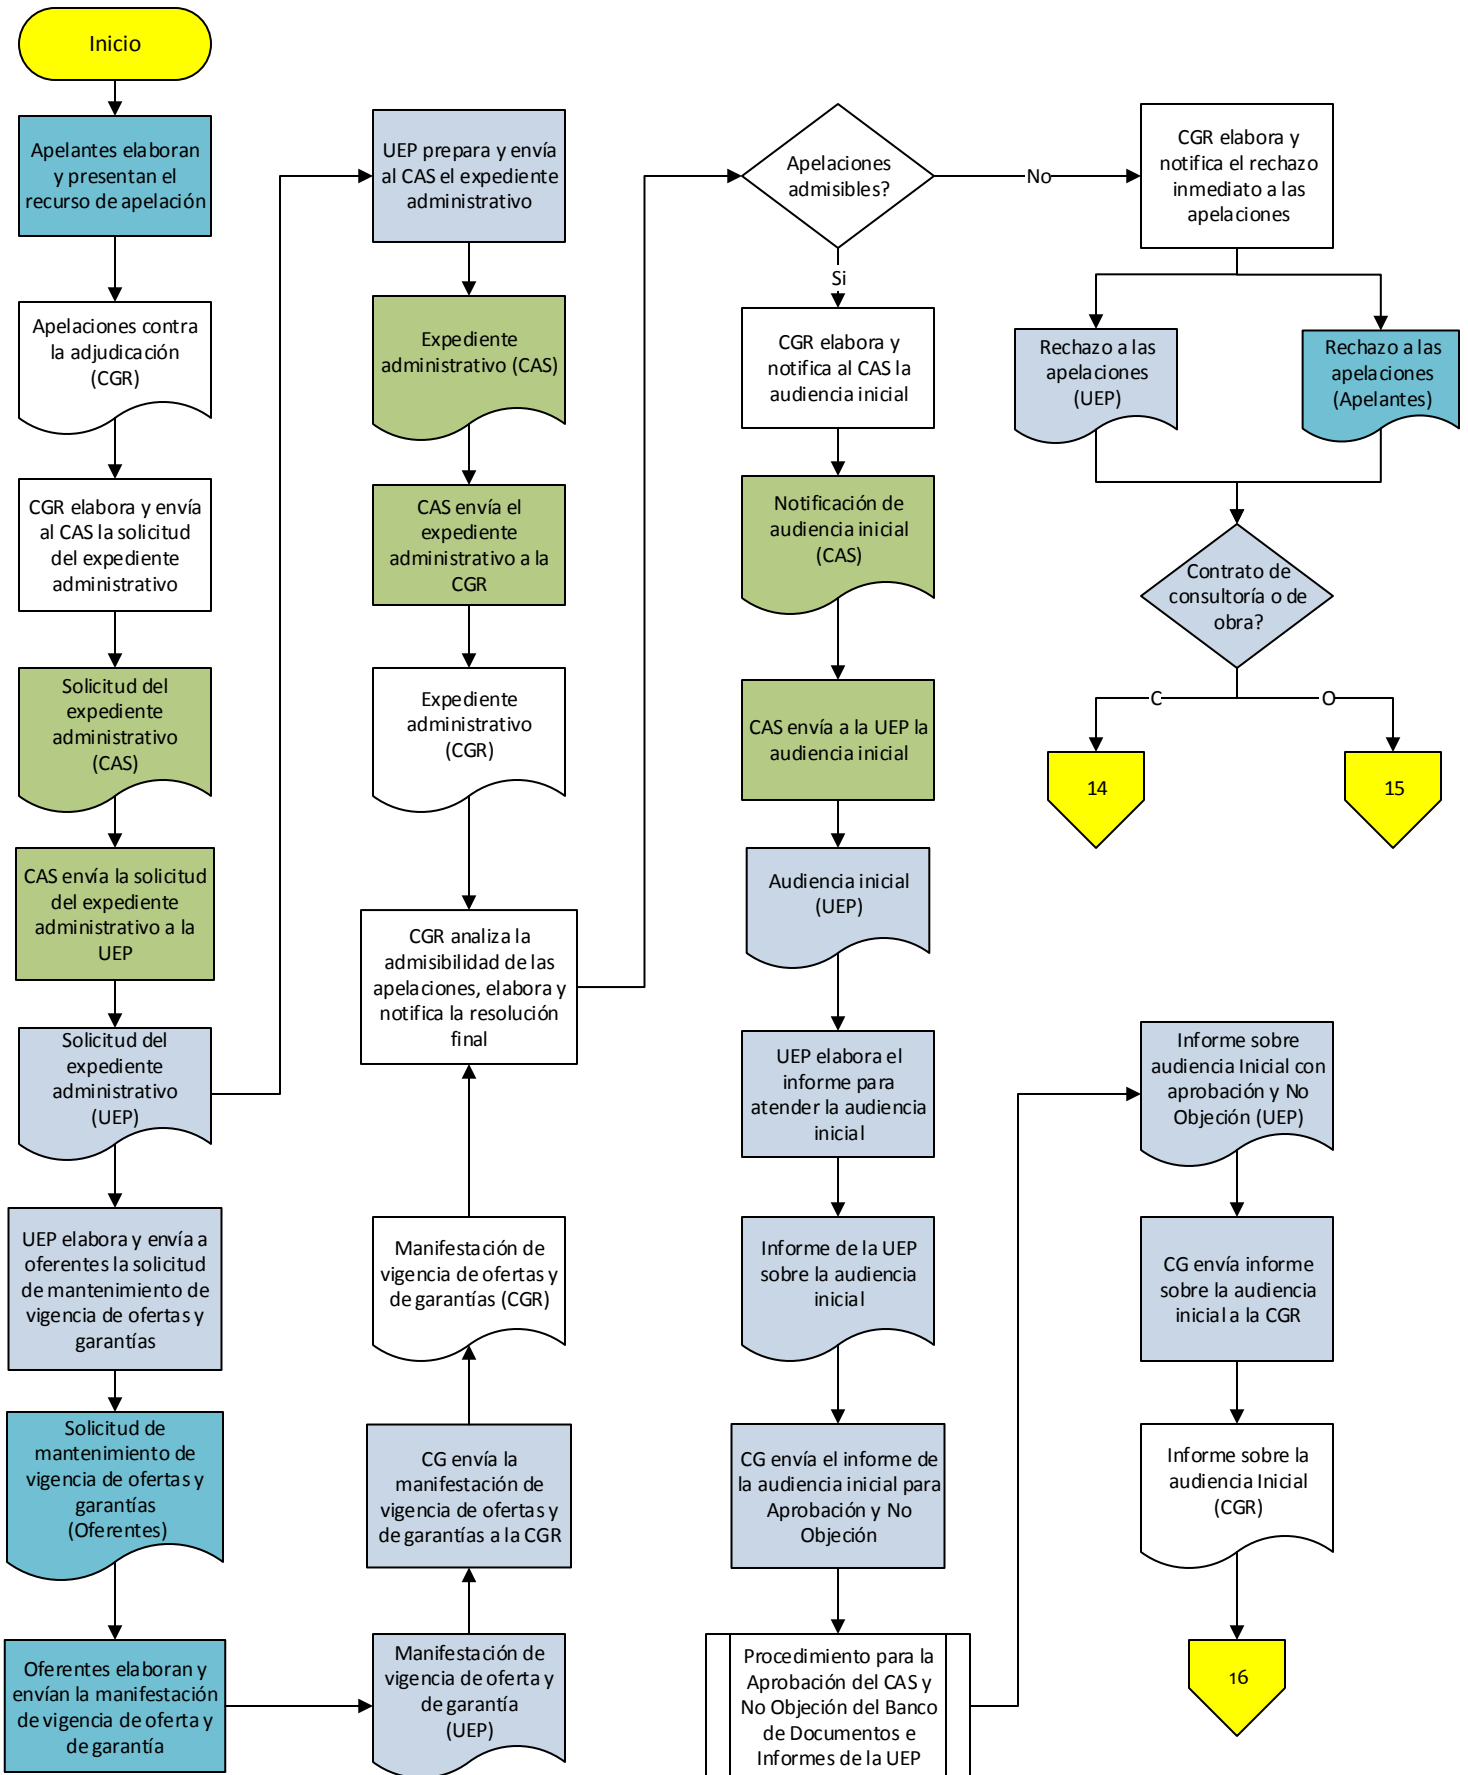 Inicio
Apelantes elaboran
y presentan el
recurso de apelación
Apelaciones contra
la adjudicación
(CGR)
CGR elabora y envía
al CAS la solicitud
del expediente
administrativo
Solicitud del
expediente
administrativo
(CAS)
CAS envía la solicitud
del expediente
administrativo a la
UEP
Solicitud del
expediente
administrativo
(UEP)
UEP elabora y envía a
oferentes la solicitud
de mantenimiento de
vigencia de ofertas y
garantías
Solicitud de
mantenimiento de
vigencia de ofertas y
garantías
(Oferentes)
Oferentes elaboran y
envían la manifestación
de vigencia de oferta y
de garantía
UEP prepara y envía
al CAS el expediente
administrativo
Expediente
administrativo (CAS)
CAS envía el
expediente
administrativo a la
CGR
Expediente
administrativo
(CGR)
CGR analiza la
admisibilidad de las
apelaciones, elabora y
notifica la resolución
final
Manifestación de
vigencia de ofertas y
de garantías (CGR)
CG envía la
manifestación de
vigencia de ofertas y
de garantías a la CGR
Manifestación de
vigencia de oferta y
de garantía
(UEP)
Apelaciones
admisibles?
No
Si
CGR elabora y
notifica al CAS la
audiencia inicial
Notificación de
audiencia inicial
(CAS)
CAS envía a la UEP la
audiencia inicial
Audiencia inicial
(UEP)
UEP elabora el
informe para
atender la audiencia
inicial
Informe de la UEP
sobre la audiencia
inicial
CG envía el informe de
la audiencia inicial para
Aprobación y No
Objeción
Procedimiento para la
Aprobación del CAS y
No Objeción del Banco
de Documentos e
Informes de la UEP
CGR elabora y
notifica el rechazo
inmediato a las
apelaciones
Rechazo a las
apelaciones
(UEP)
Rechazo a las
apelaciones
(Apelantes)
Contrato de
consultoría o de
obra?
C
O
14
15
Informe sobre
audiencia Inicial con
aprobación y No
Objeción (UEP)
CG envía informe
sobre la audiencia
inicial a la CGR
Informe sobre la
audiencia Inicial
(CGR)
16